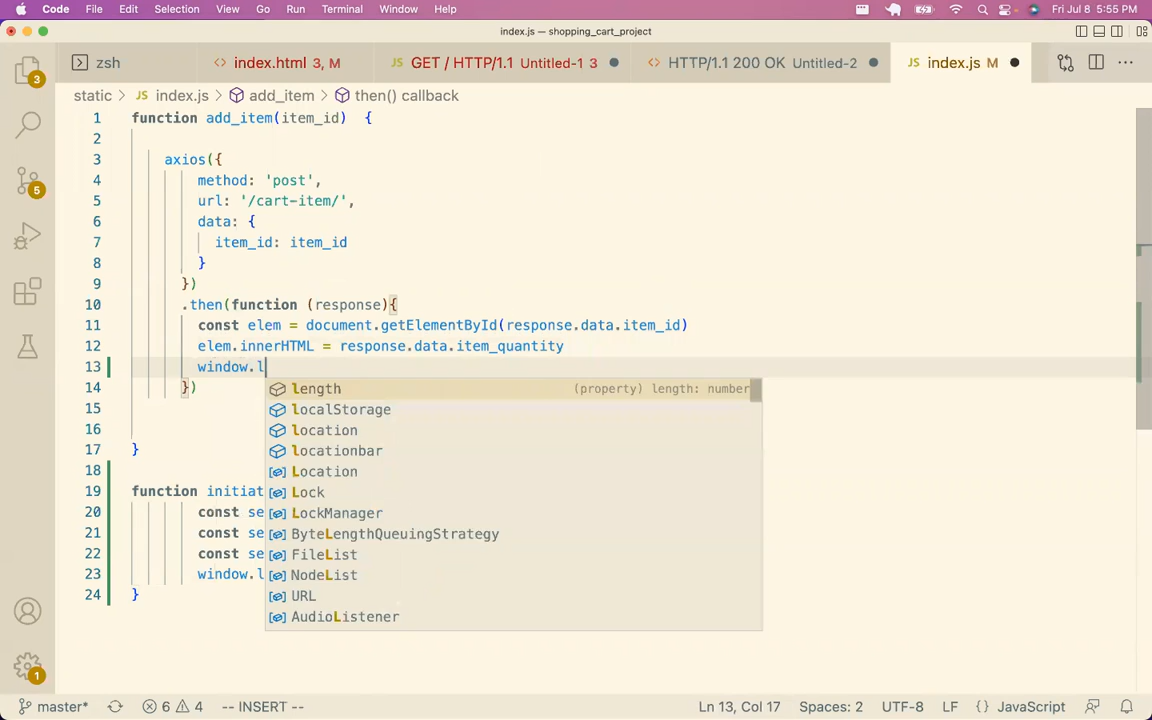 Code File Edit Selection View Go Run Terminal Window Help Fri Jul 8 5:55 PM
index.js — shopping_cart_project
3 zsh index.html 3, M JS GET / HTTP/1.1 Untitled-1 3 HTTP/1.1 200 OK Untitled-2 JS index.js M
static > JS index.js > add_item > then() callback
1 function add_item(item_id) {
2
3 axios({
4 method: 'post',
5 url: '/cart-item/',
6 data: {
7 item_id: item_id
8 }
9 })
10 .then(function (response){
11 const elem = document.getElementById(response.data.item_id)
12 elem.innerHTML = response.data.item_quantity
13 window.l
length (property) length: number
14 })
localStorage
15
location
16
locationbar
17 }
Location
18
Lock
19 function initiat
LockManager
20 const se
ByteLengthQueuingStrategy
21 const se
FileList
22 const se
NodeList
23 window.l
URL
24 }
AudioListener
5
1
master* 6 4 -- INSERT -- Ln 13, Col 17 Spaces: 2 UTF-8 LF {} JavaScript